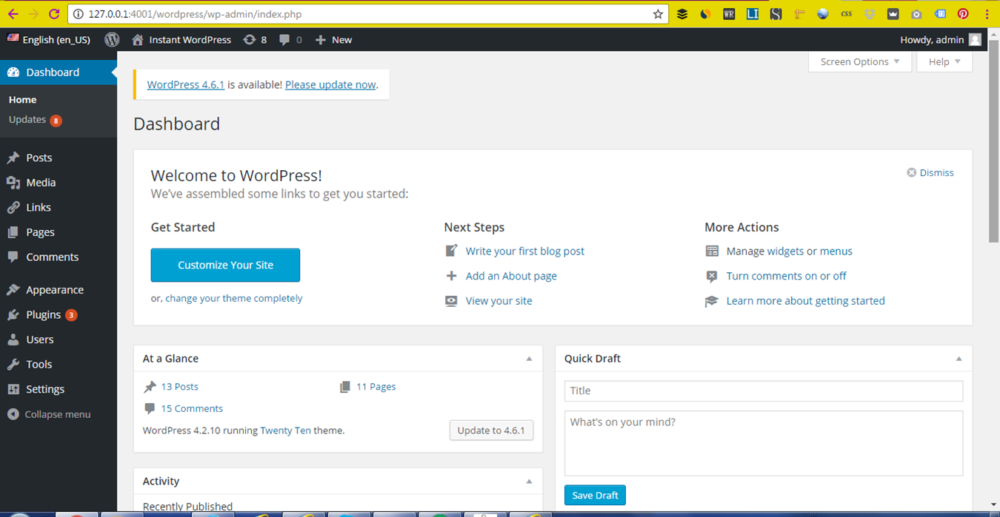 127.0.0.1:4001/wordpress/wp-admin/index.php
WR LI S css
English (en_US) Instant WordPress 8 0 New Howdy, admin
Screen Options Help
Dashboard
Home
Updates 8
Posts
Media
Links
Pages
Comments
Appearance
Plugins 3
Users
Tools
Settings
Collapse menu
WordPress 4.6.1 is available! Please update now.
Dashboard
Welcome to WordPress!
Dismiss
We've assembled some links to get you started:
Get Started
Customize Your Site
or, change your theme completely
Next Steps
Write your first blog post
Add an About page
View your site
More Actions
Manage widgets or menus
Turn comments on or off
Learn more about getting started
At a Glance
13 Posts 11 Pages
15 Comments
WordPress 4.2.10 running Twenty Ten theme. Update to 4.6.1
Activity
Recently Published
Quick Draft
Title
What's on your mind?
Save Draft